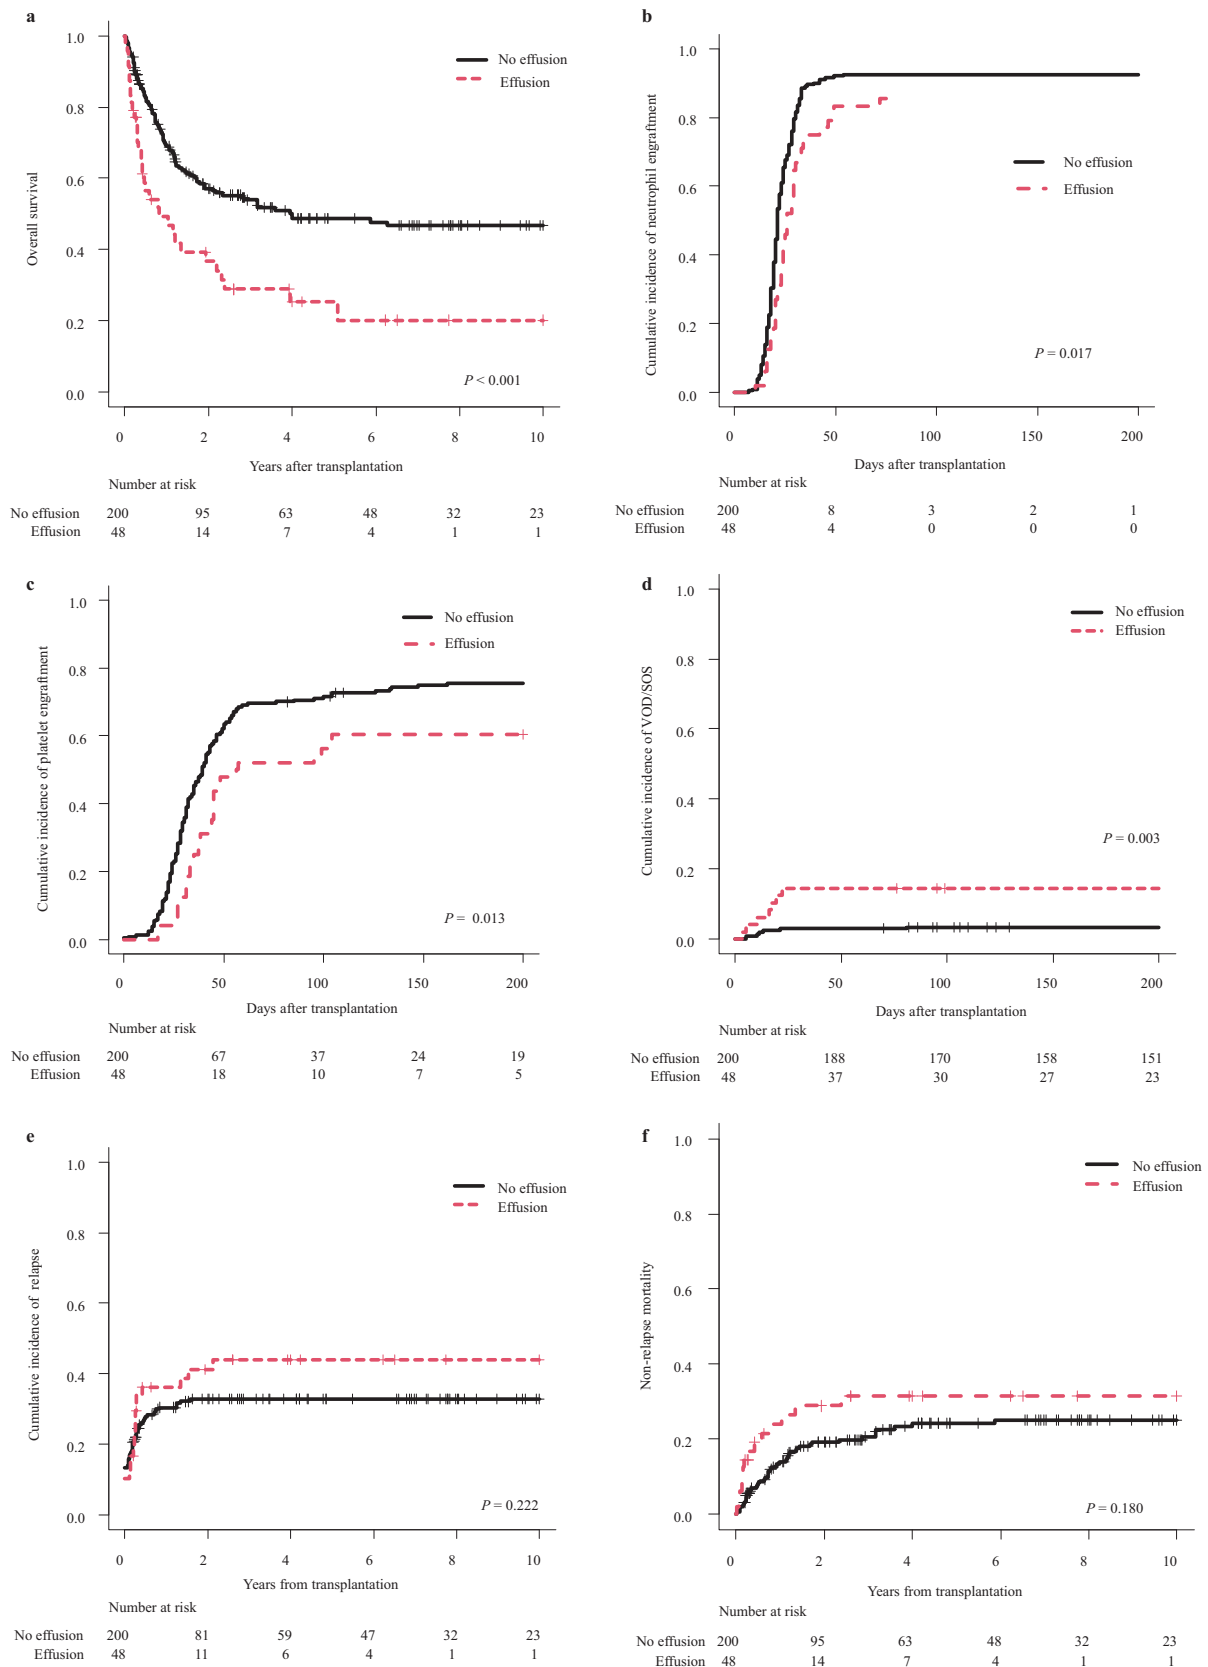 a
1.0
0.8
0.6
0.4
0.2
0.0
Overall survival
No effusion
Effusion
P < 0.001
0 2 4 6 8 10
Years after transplantation
Number at risk
No effusion 200 95 63 48 32 23
Effusion 48 14 7 4 1 1
b
1.0
0.8
0.6
0.4
0.2
0.0
Cumulative incidence of neutrophil engraftment
No effusion
Effusion
P = 0.017
0 50 100 150 200
Days after transplantation
Number at risk
No effusion 200 8 3 2 1
Effusion 48 4 0 0 0
c
1.0
0.8
0.6
0.4
0.2
0.0
Cumulative incidence of platelet engraftment
No effusion
Effusion
P = 0.013
0 50 100 150 200
Days after transplantation
Number at risk
No effusion 200 67 37 24 19
Effusion 48 18 10 7 5
d
1.0
0.8
0.6
0.4
0.2
0.0
Cumulative incidence of VOD/SOS
No effusion
Effusion
P = 0.003
0 50 100 150 200
Days after transplantation
Number at risk
No effusion 200 188 170 158 151
Effusion 48 37 30 27 23
e
1.0
0.8
0.6
0.4
0.2
0.0
Cumulative incidence of relapse
No effusion
Effusion
P = 0.222
0 2 4 6 8 10
Years from transplantation
Number at risk
No effusion 200 81 59 47 32 23
Effusion 48 11 6 4 1 1
f
1.0
0.8
0.6
0.4
0.2
0.0
Non-relapse mortality
No effusion
Effusion
P = 0.180
0 2 4 6 8 10
Years from transplantation
Number at risk
No effusion 200 95 63 48 32 23
Effusion 48 14 7 4 1 1